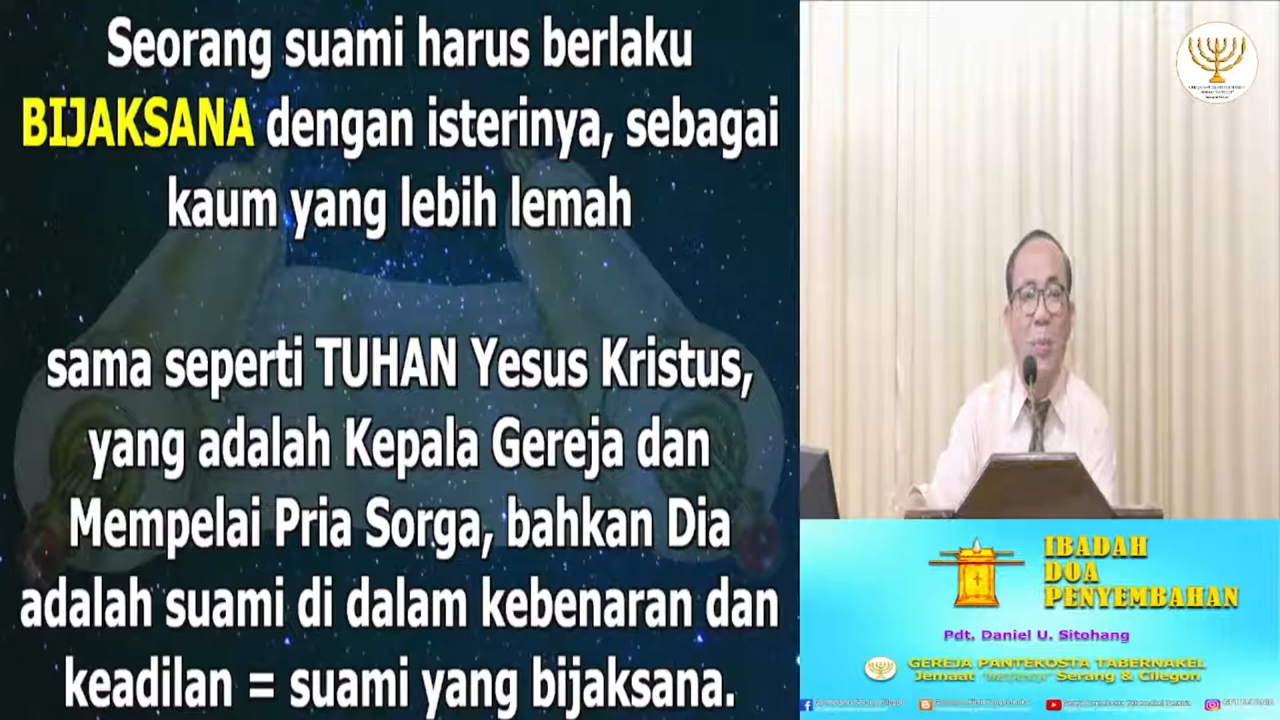 Seorang suami harus berlaku
BIJAKSANA dengan isterinya, sebagai
kaum yang lebih lemah
sama seperti TUHAN Yesus Kristus,
yang adalah Kepala Gereja dan
Mempelai Pria Sorga, bahkan Dia
adalah suami di dalam kebenaran dan
keadilan = suami yang bijaksana.
IBADAH
DOA
PENYEMBAHAN
Pdt. Daniel U. Sitohang
GEREJA PANTEKOSTA TABERNAKEL
Jemaat Serang & Cilegon